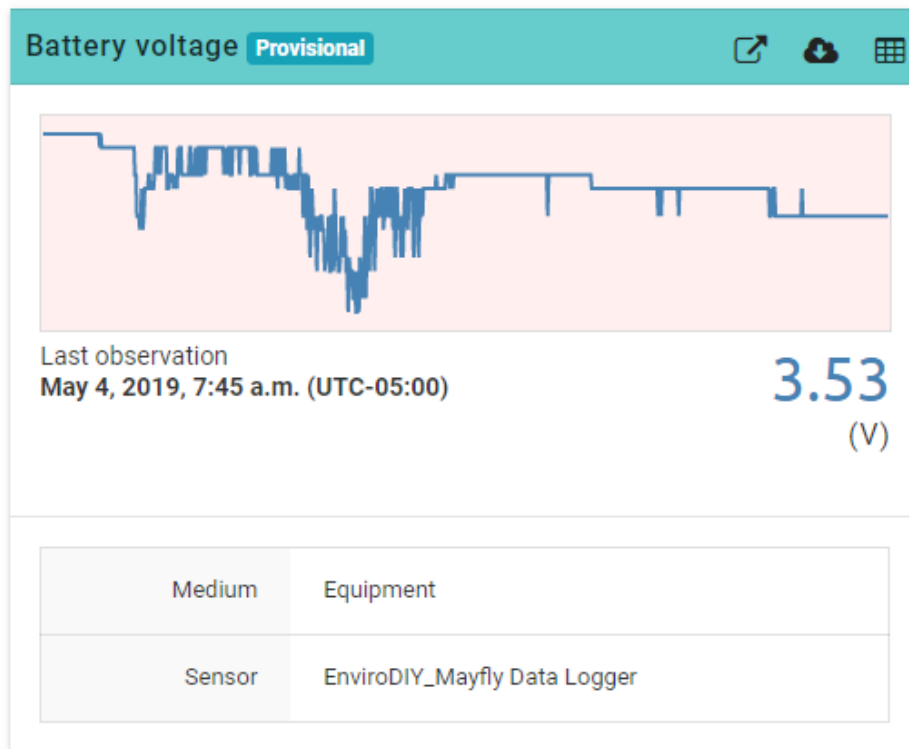 Battery voltage Provisional
Last observation
May 4, 2019, 7:45 a.m. (UTC-05:00)
3.53
(V)
Medium Equipment
Sensor EnviroDIY_Mayfly Data Logger